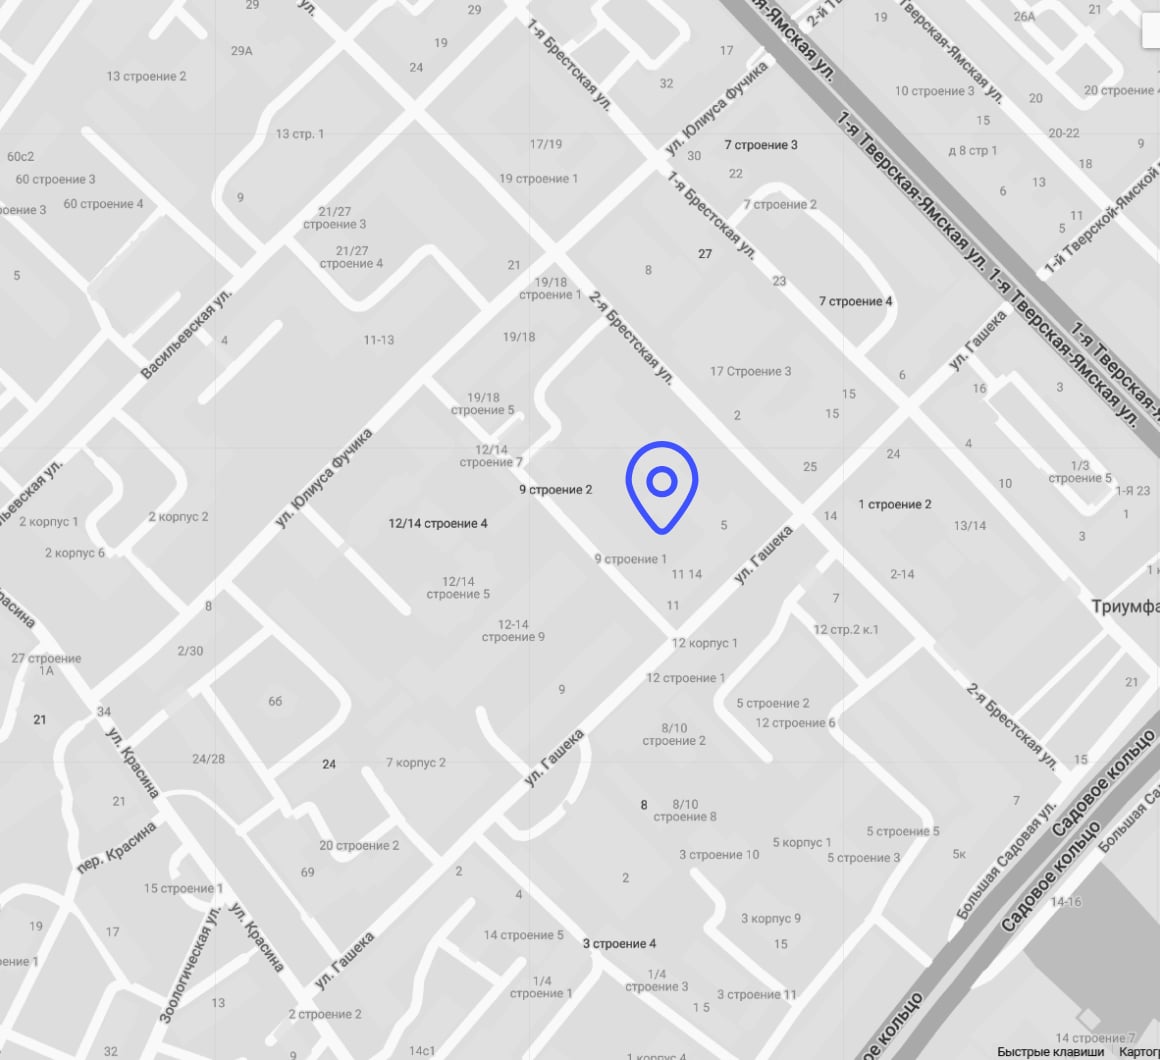 ул.
29
29
1-я Тверская-Ямская ул.
2-й
Тверская-Ямская ул.
19
26А
21
29А
19
1-я Брестская ул.
17
24
13 строение 2
32
10 строение 3
20
20 строение
15
13 стр. 1
17/19
ул. Юлиуса Фучика
7 строение 3
1-я Тверская-Ямская ул.
20-22
9
60с2
30
д 8 стр 1
18
60 строение 3
19 строение 1
22
13
60 строение 4
9
1-я Брестская ул.
7 строение 2
6
строение 3
21/27
строение 3
11
5
1-й Тверской-Ямской
21/27
строение 4
27
21
8
5
19/18
строение 1
23
1-я Тверская-Ямская ул.
Васильевская ул.
2-я Брестская ул.
7 строение 4
4
11-13
19/18
ул. Гашека
1-я Тверская-Я
17 Строение 3
6
16
3
19/18
строение 5
15
2
15
12/14
строение 7
4
24
25
1/3
строение 5
ул. Юлиуса Фучика
9 строение 2
10
1-Я 23
2 корпус 1
2 корпус 2
12/14 строение 4
5
14
1 строение 2
13/14
1
2 корпус 6
9 строение 1
ул. Гашека
3
11 14
2-14
12/14
строение 5
7
8
11
Триумфа
12-14
строение 9
12 стр.2 к.1
2/30
12 корпус 1
27 строение
1А
12 строение 1
21
9
66
5 строение 2
2-я Брестская ул.
34
21
12 строение 6
8/10
строение 2
ул. Красина
24/28
24
7 корпус 2
ул. Гашека
15
Садовое кольцо
21
8
8/10
строение 8
7
пер. Красина
5 строение 5
20 строение 2
5 корпус 1
3 строение 10
5 строение 3
5к
Большая Садовая ул.
Садовое кольцо
69
2
2
15 строение 1
4
14-16
3 корпус 9
19
17
ул. Красина
14 строение 5
3 строение 4
15
ул. Гашека
Зоологическая ул.
1/4
строение 1
1/4
строение 3
3 строение 11
13
1 5
2 строение 2
14 строение 7
32
9
14с1
1 корпус 4
Быстрые клавиши
Картог